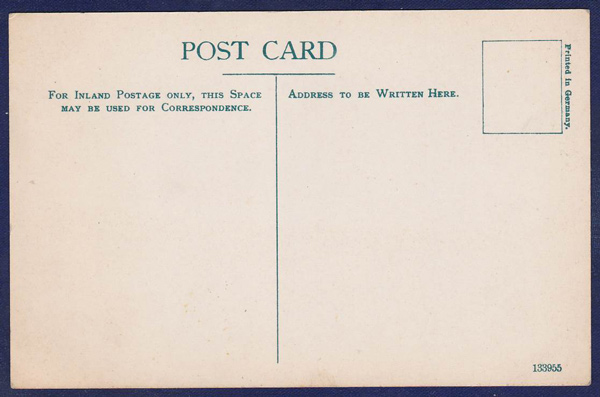 POST CARD
FOR INLAND POSTAGE ONLY, THIS SPACE
MAY BE USED FOR CORRESPONDENCE.
ADDRESS TO BE WRITTEN HERE.
Printed in Germany.
133955